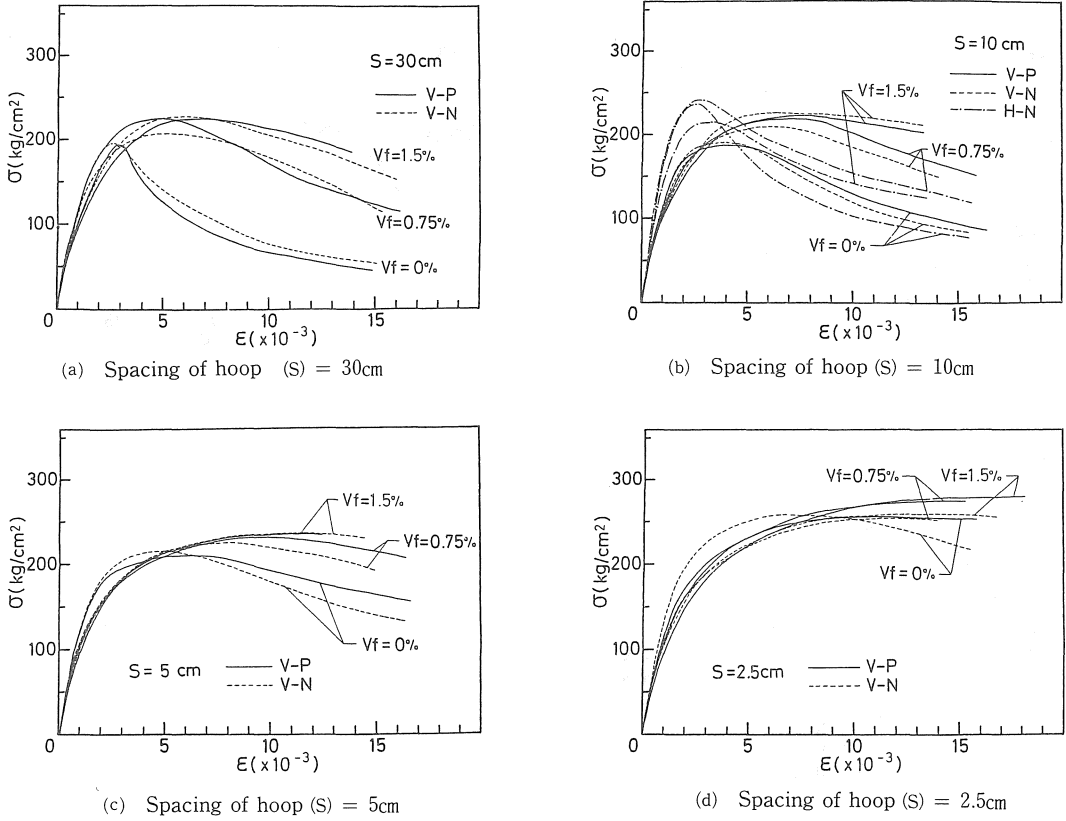 300
200
100
0
5
10
15
σ(kg/cm²)
ε(×10⁻³)
S=30cm
V-P
V-N
Vf=1.5%
Vf=0.75%
Vf=0%
(a) Spacing of hoop (S) = 30cm
300
200
100
0
5
10
15
σ(kg/cm²)
ε(×10⁻³)
S=10cm
V-P
V-N
H-N
Vf=1.5%
Vf=0.75%
Vf=0%
(b) Spacing of hoop (S) = 10cm
300
200
100
0
5
10
15
σ(kg/cm²)
ε(×10⁻³)
Vf=1.5%
Vf=0.75%
Vf=0%
S=5 cm
V-P
V-N
(c) Spacing of hoop (S) = 5cm
300
200
100
0
5
10
15
σ(kg/cm²)
ε(×10⁻³)
Vf=0.75%
Vf=1.5%
Vf=0%
S=2.5cm
V-P
V-N
(d) Spacing of hoop (S) = 2.5cm